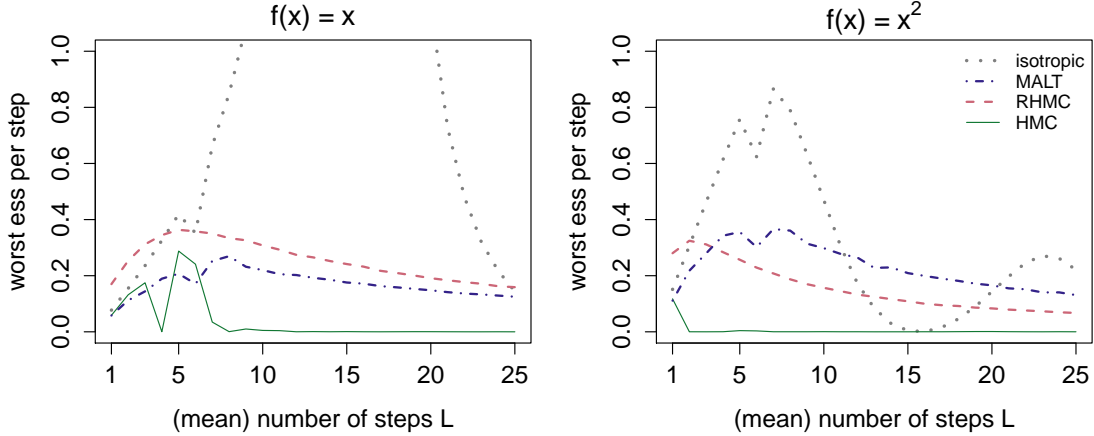 f(x) = x
worst ess per step
1.0
0.8
0.6
0.4
0.2
0.0
1 5 10 15 20 25
(mean) number of steps L
f(x) = x²
worst ess per step
1.0
0.8
0.6
0.4
0.2
0.0
isotropic
MALT
RHMC
HMC
1 5 10 15 20 25
(mean) number of steps L